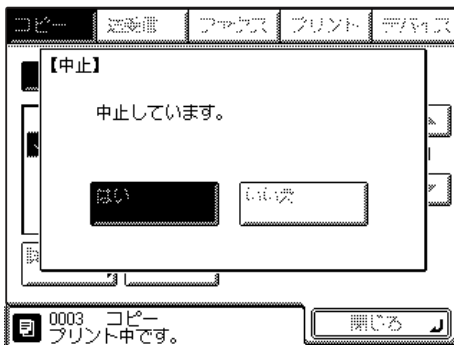 コピー 送受信 ファクス プリント デバイス
【中止】
中止しています。
はい いいえ
0003 コピー
プリント中です。
閉じる